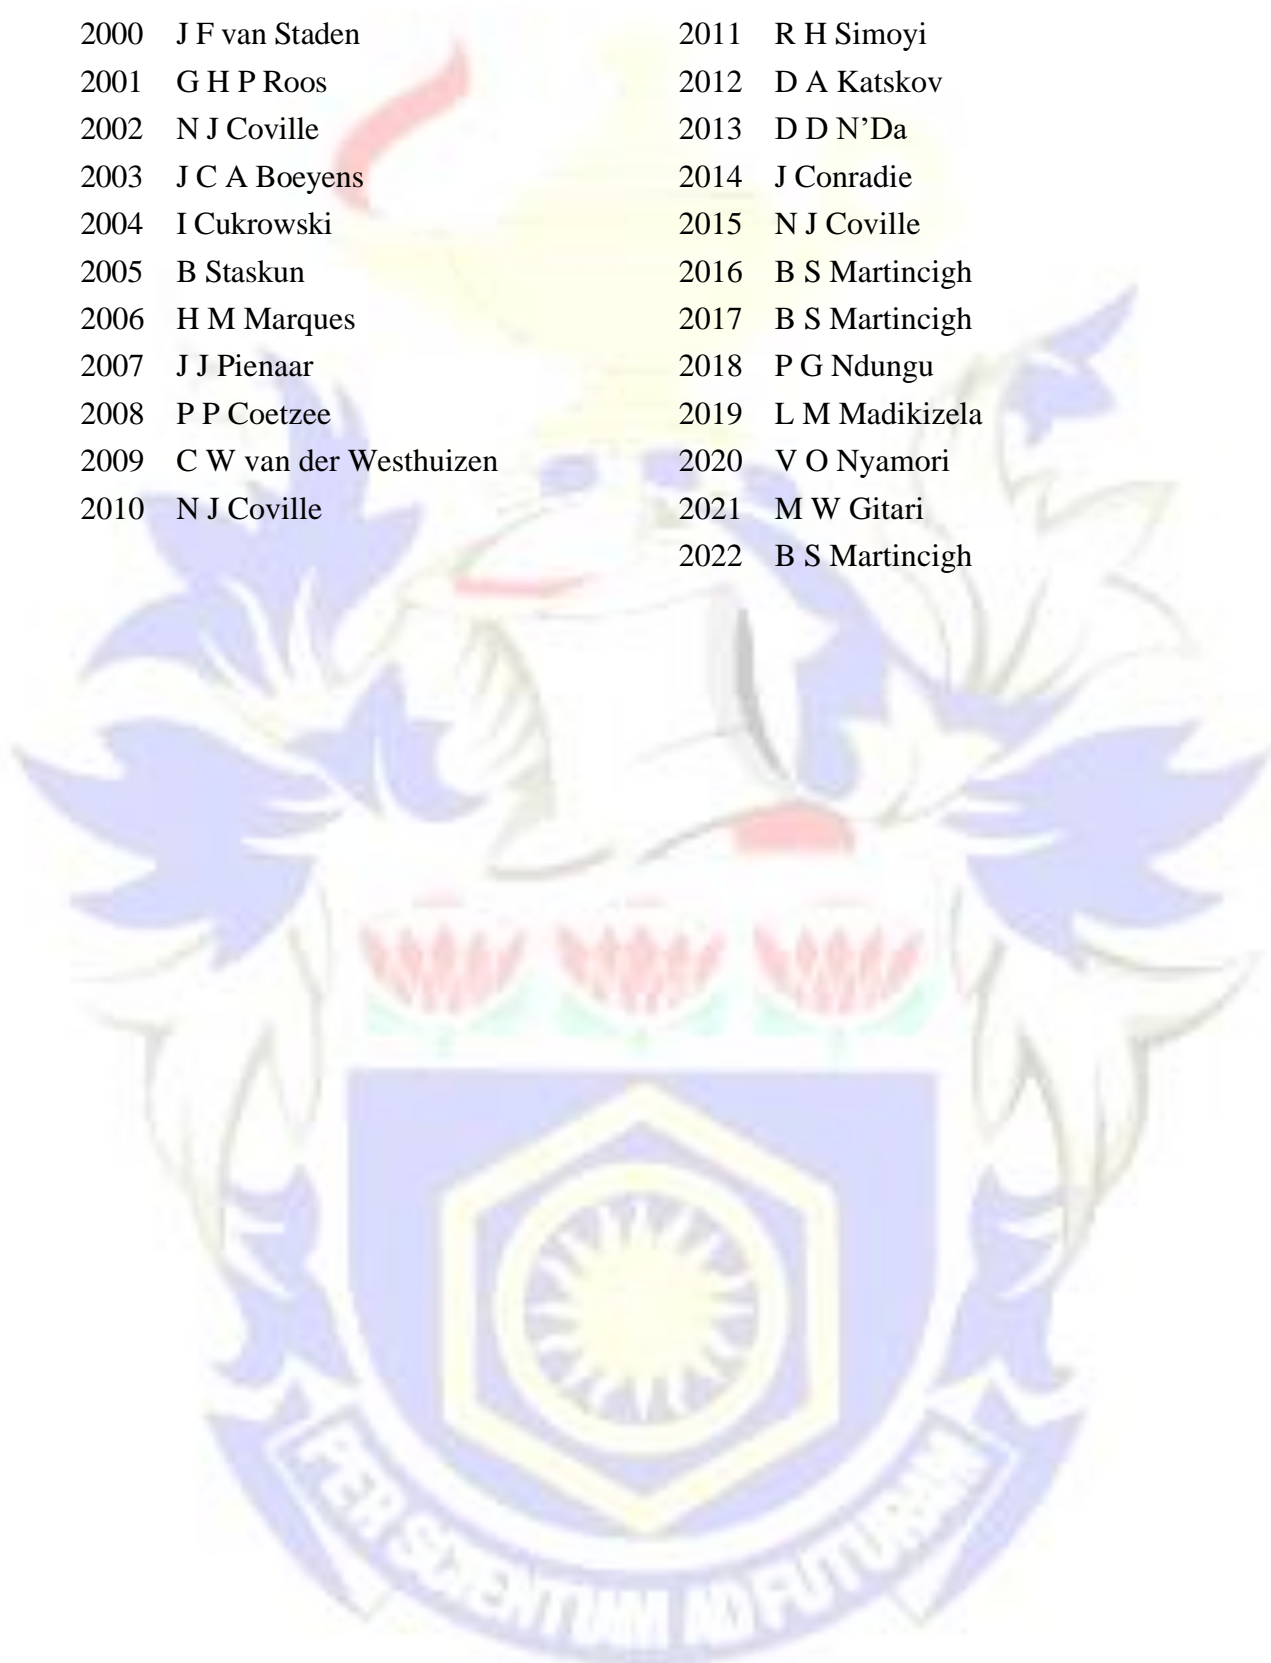 2000 J F van Staden
2001 G H P Roos
2002 N J Coville
2003 J C A Boeyens
2004 I Cukrowski
2005 B Staskun
2006 H M Marques
2007 J J Pienaar
2008 P P Coetzee
2009 C W van der Westhuizen
2010 N J Coville
2011 R H Simoyi
2012 D A Katskov
2013 D D N’Da
2014 J Conradie
2015 N J Coville
2016 B S Martincigh
2017 B S Martincigh
2018 P G Ndungu
2019 L M Madikizela
2020 V O Nyamori
2021 M W Gitari
2022 B S Martincigh
PER SCIENTIAM AD FUTURAM